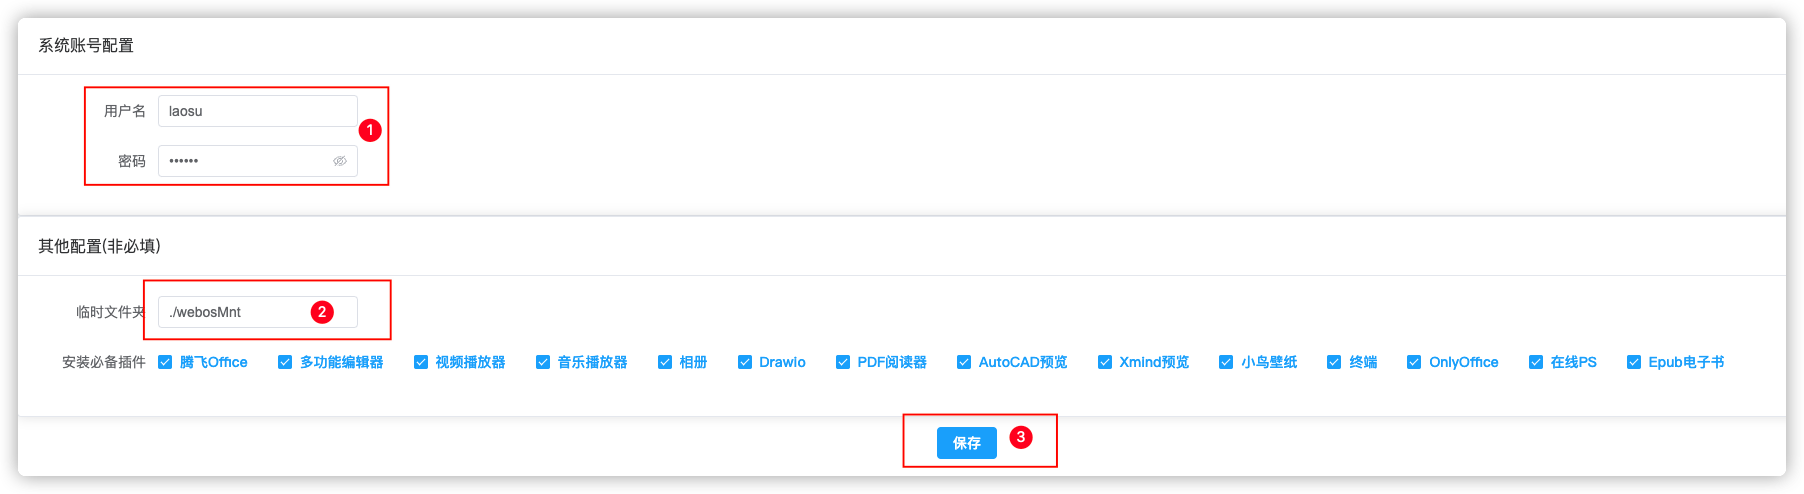 系统账号配置
用户名 laosu
1
密码 ••••••
其他配置(非必填)
临时文件夹 ./webosMnt 2
安装必备插件 腾飞Office 多功能编辑器 视频播放器 音乐播放器 相册 Drawio PDF阅读器 AutoCAD预览 Xmind预览 小鸟壁纸 终端 OnlyOffice 在线PS Epub电子书
保存 3